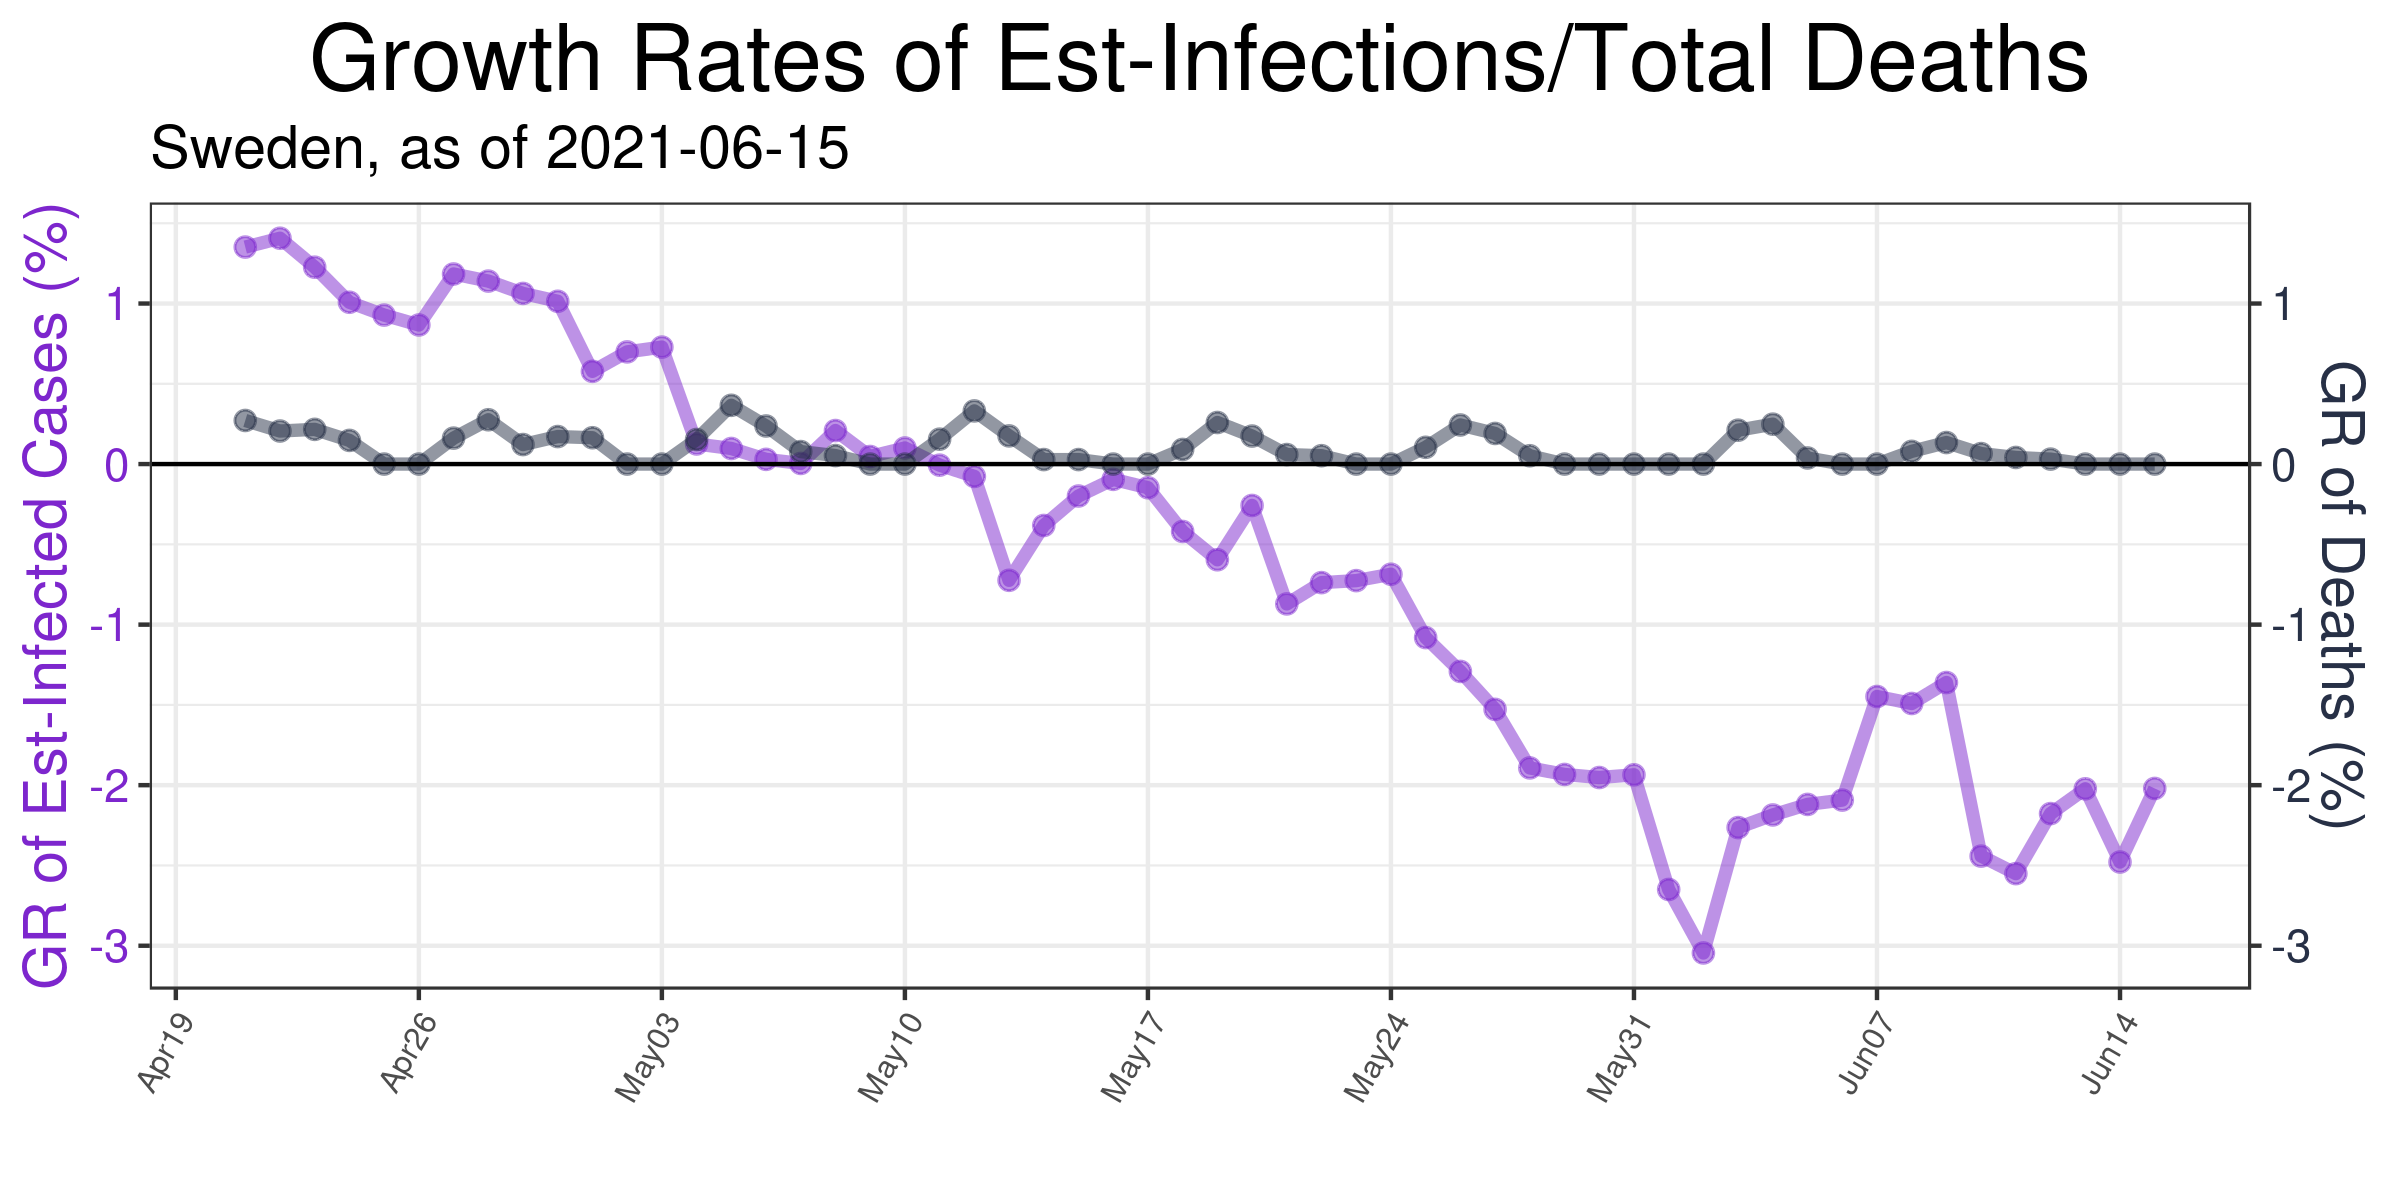 Growth Rates of Est-Infections/Total Deaths
Sweden, as of 2021-06-15
GR of Est-Infected Cases (%)
1
0
-1
-2
-3
1
0
-1
-2
-3
GR of Deaths (%)
Apr19
Apr26
May03
May10
May17
May24
May31
Jun07
Jun14